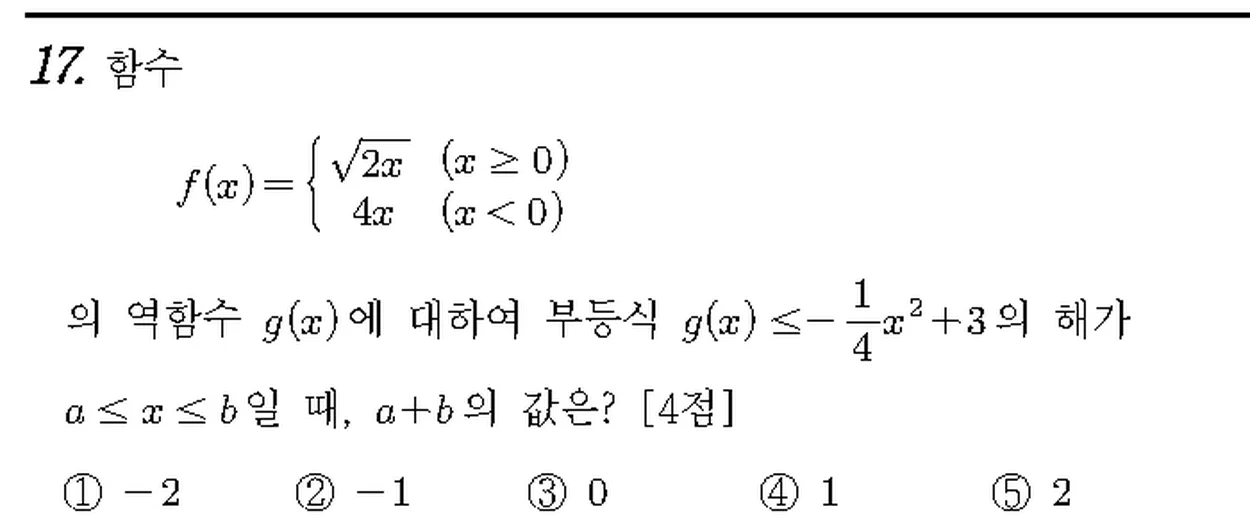 17. 함수
f(x)= { √2x (x ≥ 0)
4x (x < 0)
의 역함수 g(x)에 대하여 부등식 g(x) ≤ − 1/4 x² + 3 의 해가
a ≤ x ≤ b일 때, a+b의 값은? [4점]
① −2 ② −1 ③ 0 ④ 1 ⑤ 2